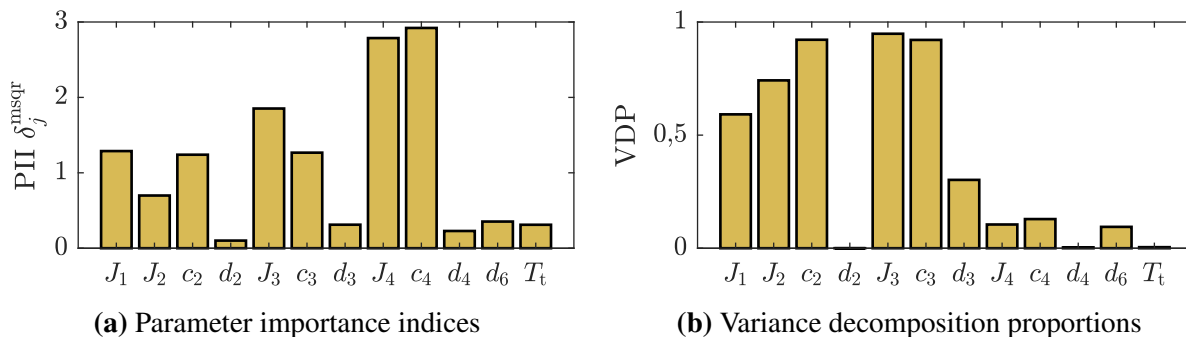 3
2
1
0
PII δ_j^msqr
J₁ J₂ c₂ d₂ J₃ c₃ d₃ J₄ c₄ d₄ d₆ Tₜ
(a) Parameter importance indices
1
0,5
0
VDP
J₁ J₂ c₂ d₂ J₃ c₃ d₃ J₄ c₄ d₄ d₆ Tₜ
(b) Variance decomposition proportions